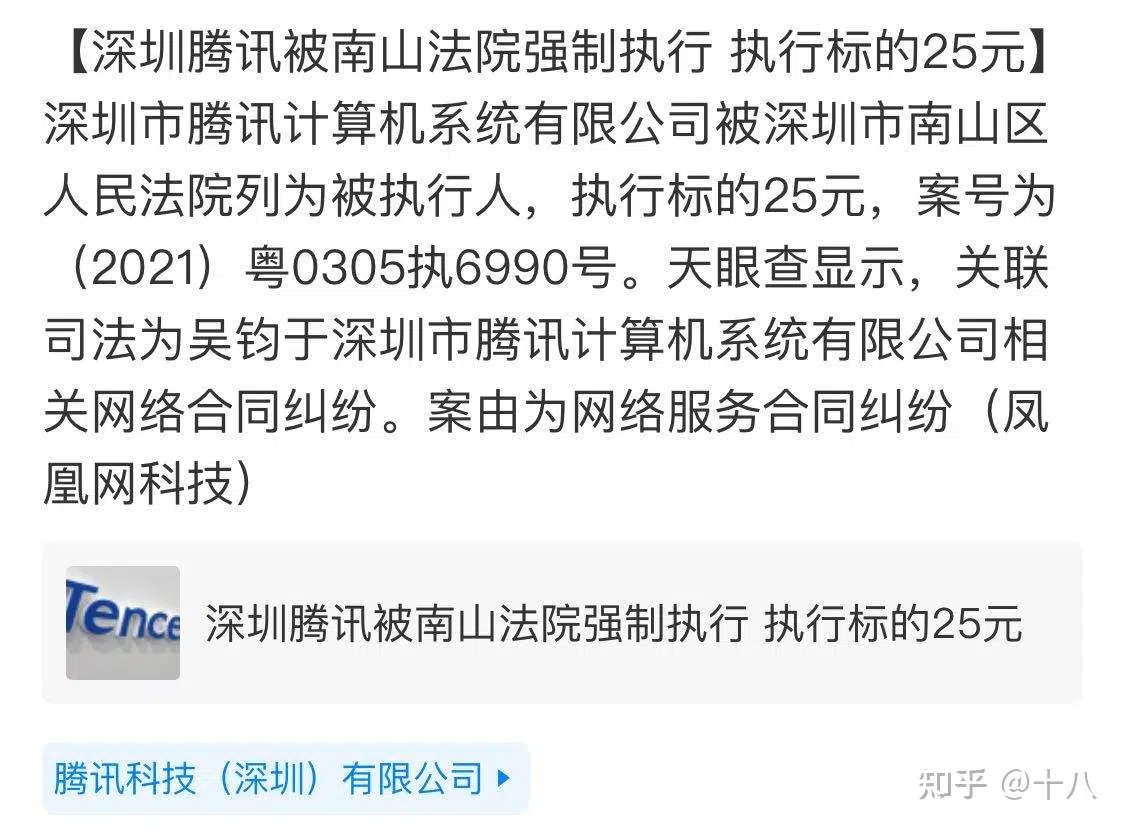 【深圳腾讯被南山法院强制执行 执行标的25元】
深圳市腾讯计算机系统有限公司被深圳市南山区
人民法院列为被执行人，执行标的25元，案号为
（2021）粤0305执6990号。天眼查显示，关联
司法为吴钧于深圳市腾讯计算机系统有限公司相
关网络合同纠纷。案由为网络服务合同纠纷（凤
凰网科技）
Tence
深圳腾讯被南山法院强制执行 执行标的25元
腾讯科技（深圳）有限公司
知乎 @十八